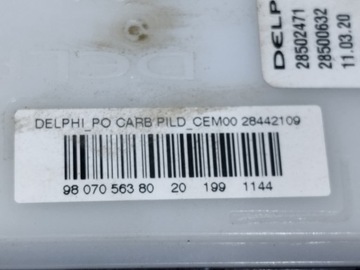 DELPHI
28502471
28500632
11.03.20
DELPHI_PO CARB PILD_CEM00 28442109
98 070 563 80 20 199 1144